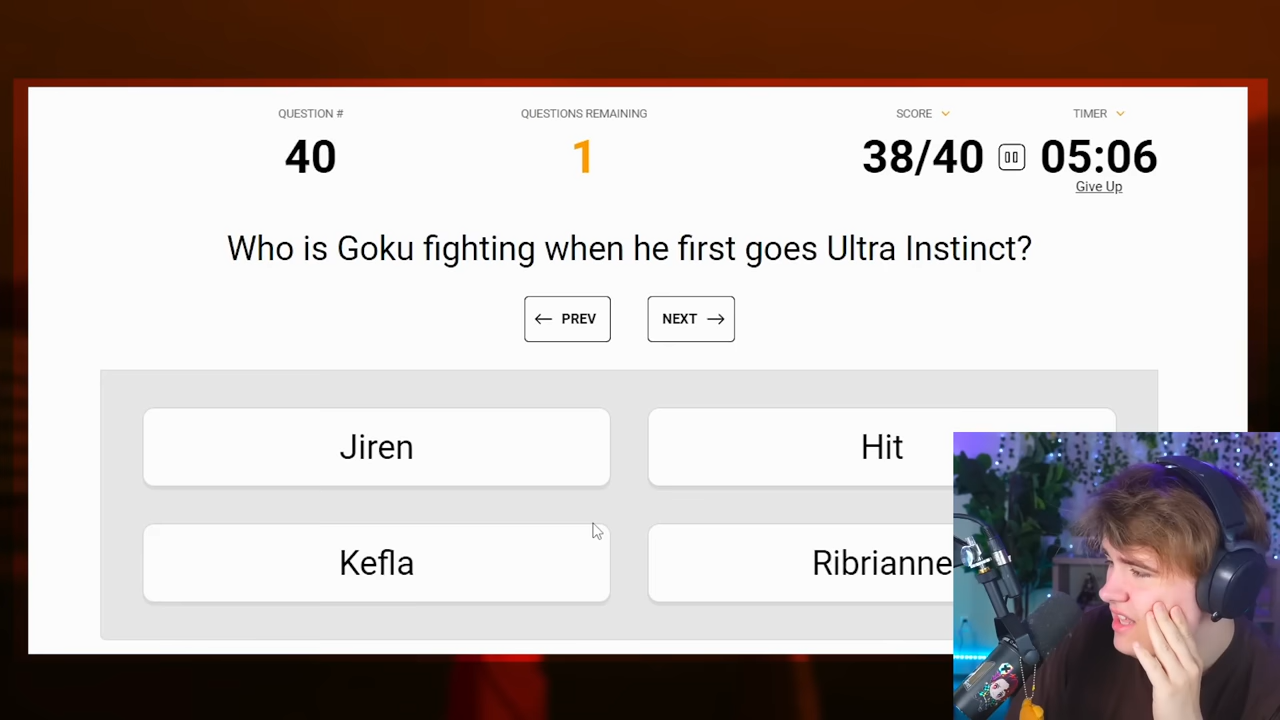 QUESTION #
QUESTIONS REMAINING
SCORE
TIMER
40
1
38/40
05:06
Give Up
Who is Goku fighting when he first goes Ultra Instinct?
← PREV
NEXT →
Jiren
Hit
Kefla
Ribrianne